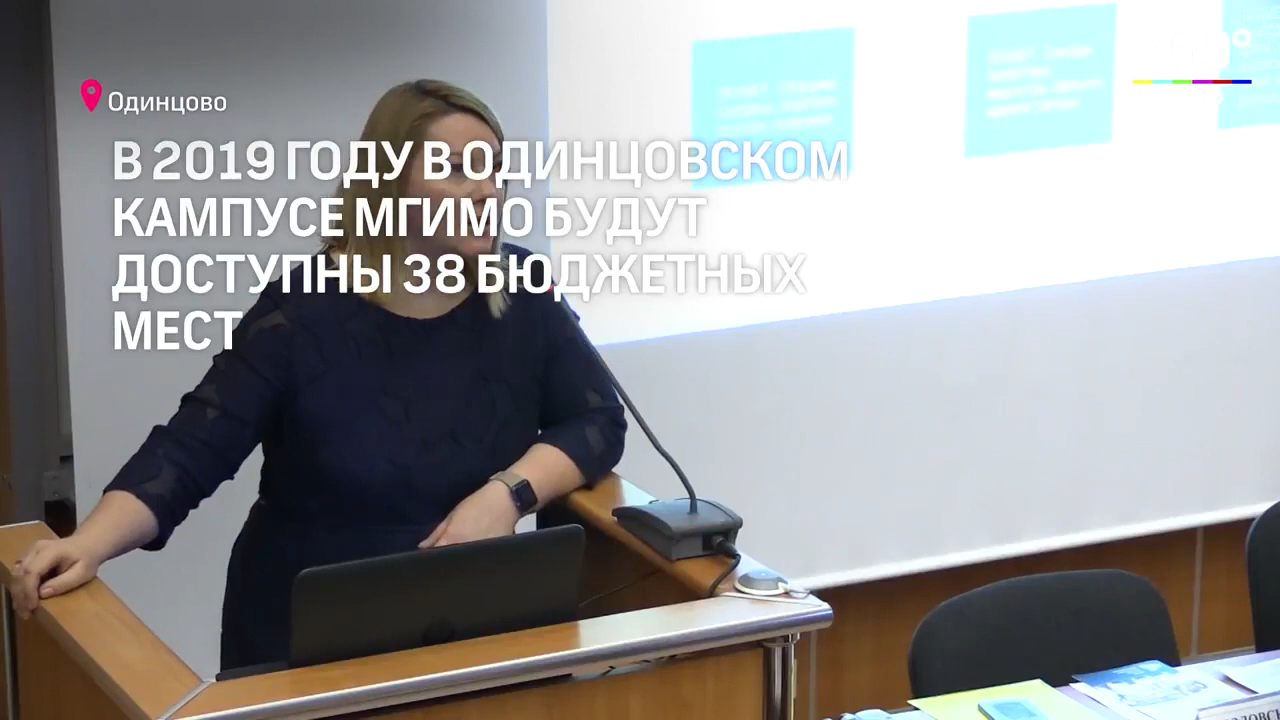 Одинцово
В 2019 ГОДУ В ОДИНЦОВСКОМ
КАМПУСЕ МГИМО БУДУТ
ДОСТУПНЫ 38 БЮДЖЕТНЫХ
МЕСТ